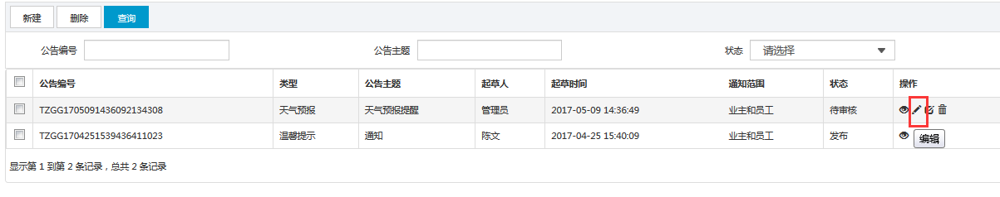 新建 删除 查询
公告编号 公告主题 状态 请选择
公告编号 类型 公告主题 起草人 起草时间 通知范围 状态 操作
TZGG1705091436092134308 天气预报 天气预报提醒 管理员 2017-05-09 14:36:49 业主和员工 待审核
TZGG1704251539436411023 温馨提示 通知 陈文 2017-04-25 15:40:09 业主和员工 发布
编辑
显示第 1 到第 2 条记录，总共 2 条记录